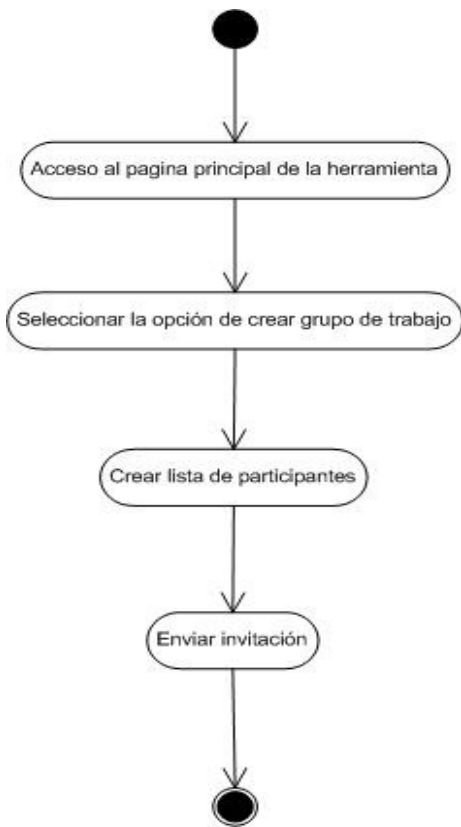 Acceso al pagina principal de la herramienta
Seleccionar la opción de crear grupo de trabajo
Crear lista de participantes
Enviar invitación